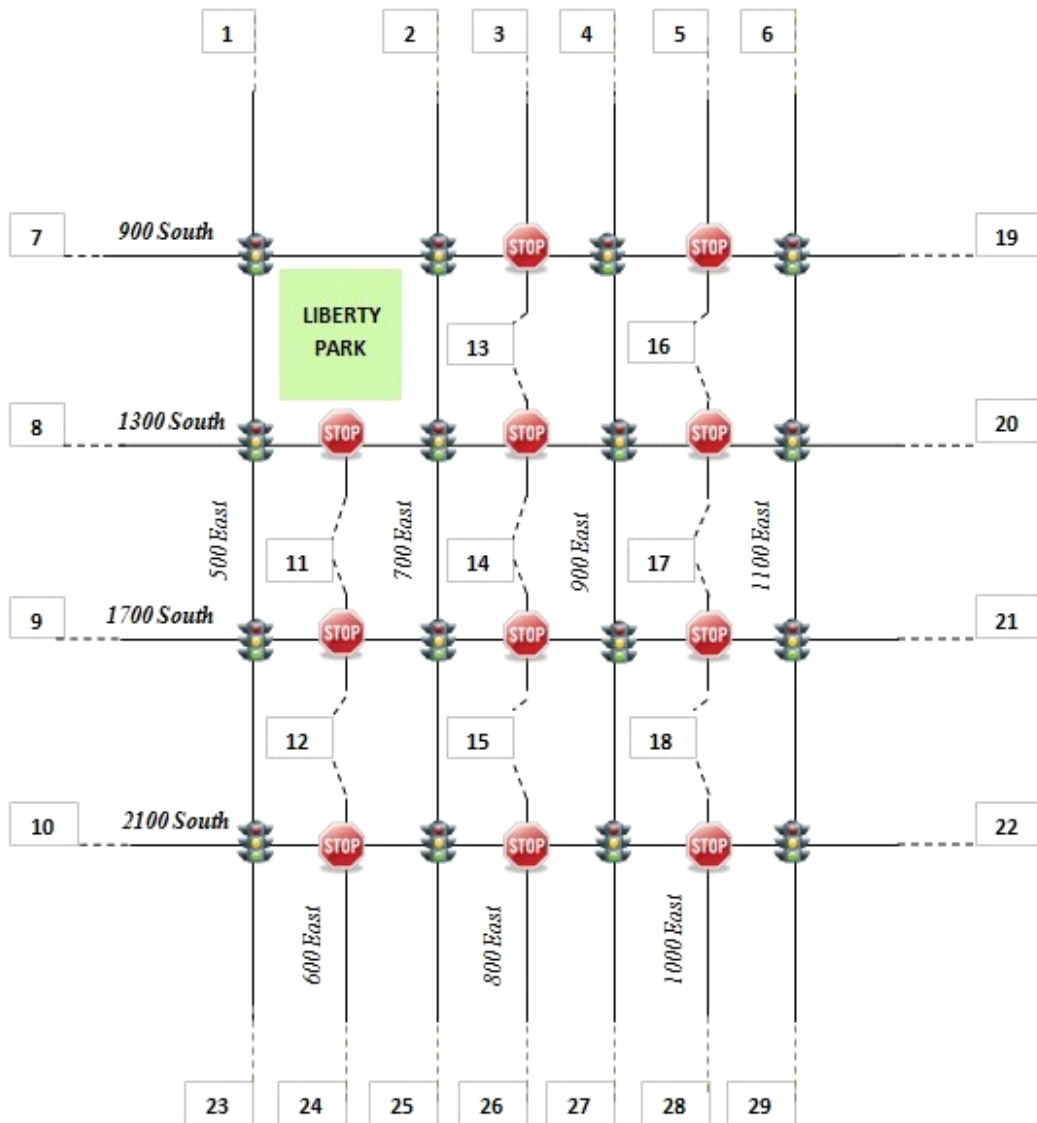 1 2 3 4 5 6
STOP STOP
7 900 South 19
LIBERTY
PARK
13 16
8 1300 South STOP STOP STOP 20
500 East 700 East 900 East 1100 East
11 14 17
9 1700 South STOP STOP STOP 21
12 15 18
10 2100 South STOP STOP STOP 22
600 East 800 East 1000 East
23 24 25 26 27 28 29